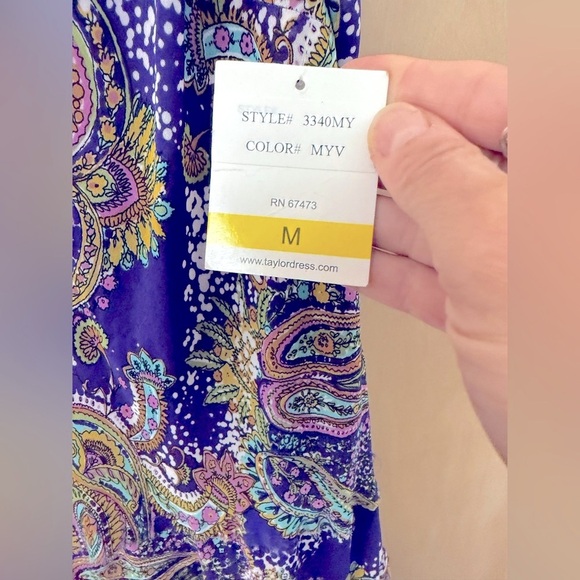 STYLE# 3340MY
COLOR# MYV
RN 67473
M
www.taylordress.com